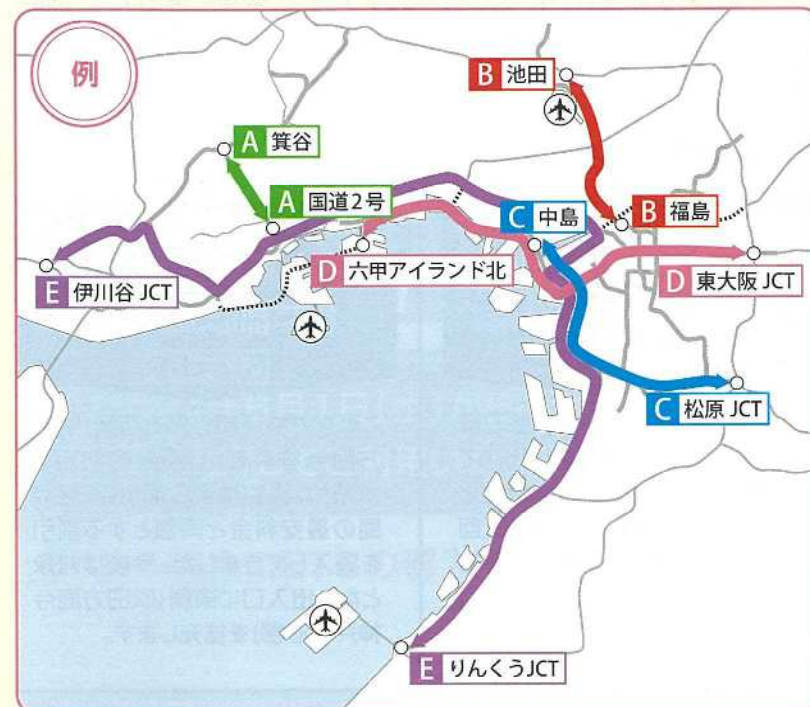 例
B 池田
A 箕谷
A 国道2号
C 中島
B 福島
D 六甲アイランド北
D 東大阪 JCT
E 伊川谷 JCT
C 松原 JCT
E りんくうJCT